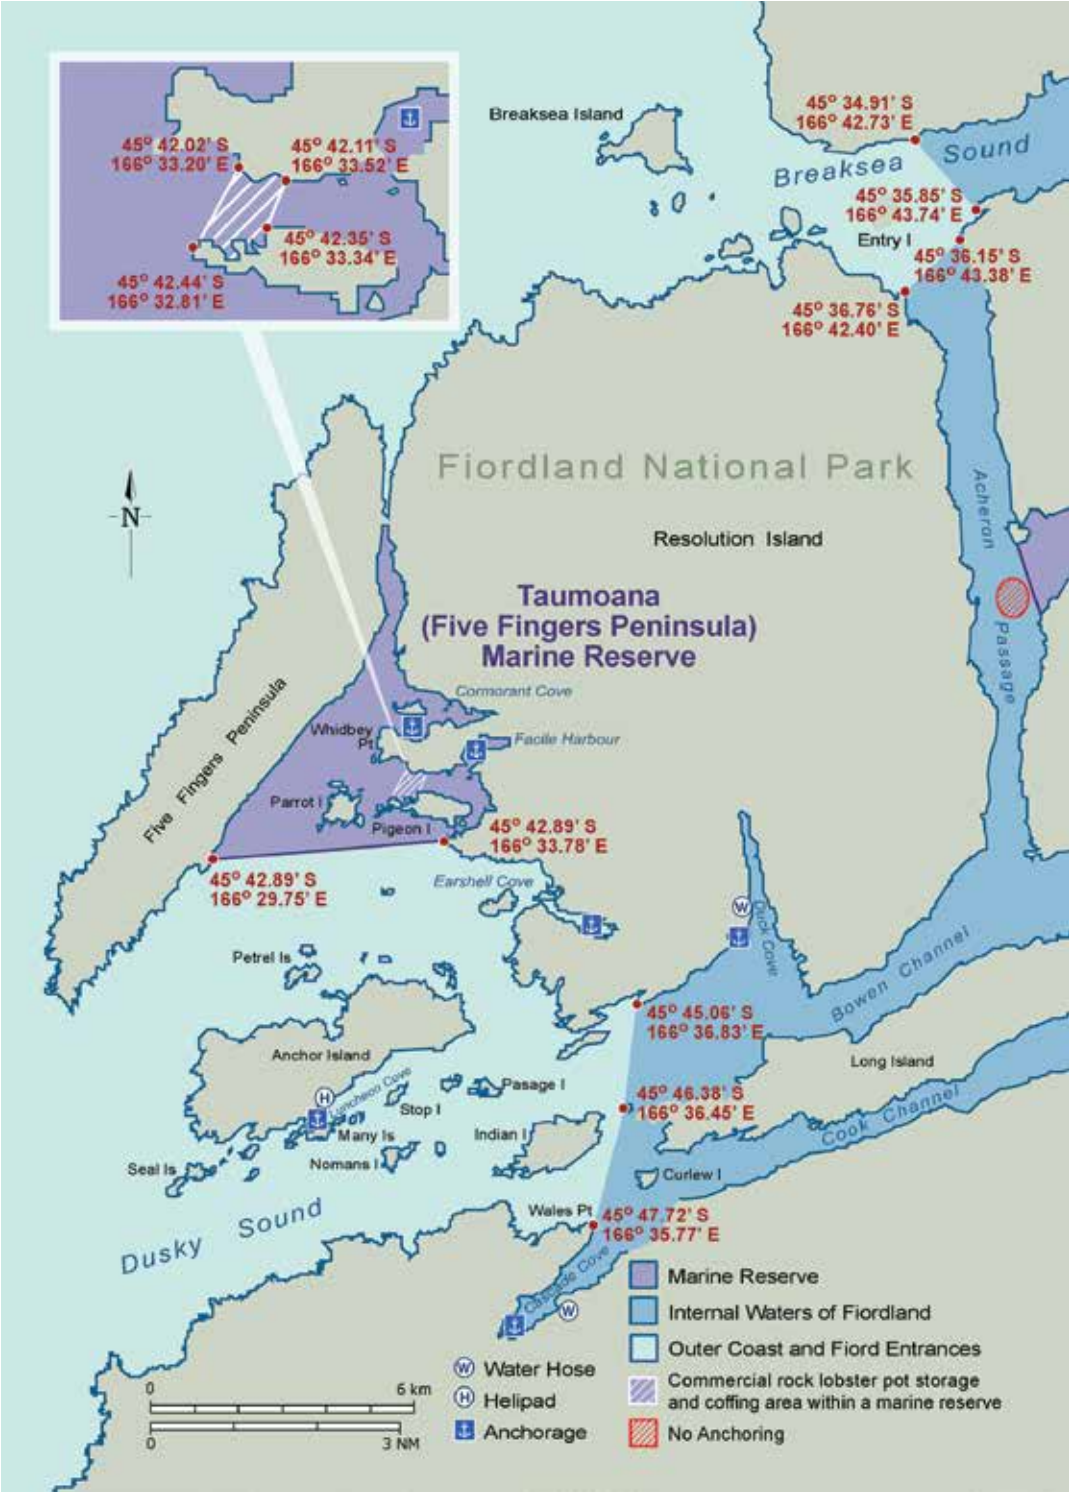 45° 42.02' S
166° 33.20' E
45° 42.11' S
166° 33.52' E
45° 42.35' S
166° 33.34' E
45° 42.44' S
166° 32.81' E
Breaksea Island
45° 34.91' S
166° 42.73' E
Breaksea Sound
45° 35.85' S
166° 43.74' E
Entry I
45° 36.15' S
166° 43.38' E
45° 36.76' S
166° 42.40' E
N
Fiordland National Park
Resolution Island
Acheron
Passage
Taumoana
(Five Fingers Peninsula)
Marine Reserve
Five Fingers Peninsula
Cormorant Cove
Whidbey
Pt
Facile Harbour
Parrot I
Pigeon I
45° 42.89' S
166° 33.78' E
45° 42.89' S
166° 29.75' E
Earshell Cove
W
Duck Cove
Petrel Is
Bowen Channel
45° 45.06' S
166° 36.83' E
Anchor Island
Long Island
H
Luncheon Cove
Stop I
Pasage I
45° 46.38' S
166° 36.45' E
Cook Channel
Many Is
Indian I
Nomans I
Seal Is
Curlew I
Dusky Sound
Wales Pt
45° 47.72' S
166° 35.77' E
Cascade Cove
W
Marine Reserve
Internal Waters of Fiordland
Outer Coast and Fiord Entrances
Commercial rock lobster pot storage
and coffing area within a marine reserve
No Anchoring
W Water Hose
H Helipad
Anchorage
0 6 km
0 3 NM